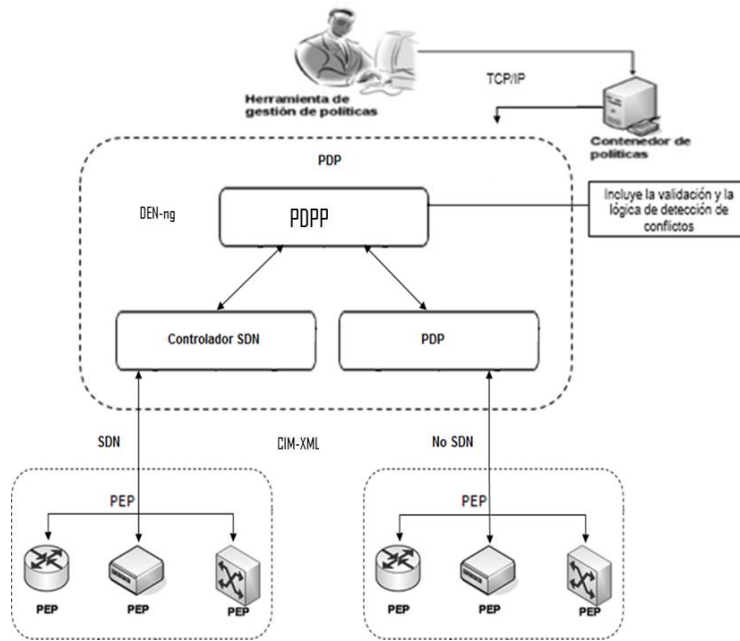 TCP/IP
Herramienta de
gestión de políticas
Contenedor de
políticas
PDP
DEN-ng
PDPP
Incluye la validación y la
lógica de detección de
conflictos
Controlador SDN
PDP
SDN
CIM-XML
No SDN
PEP
PEP
PEP
PEP
PEP
PEP
PEP
PEP